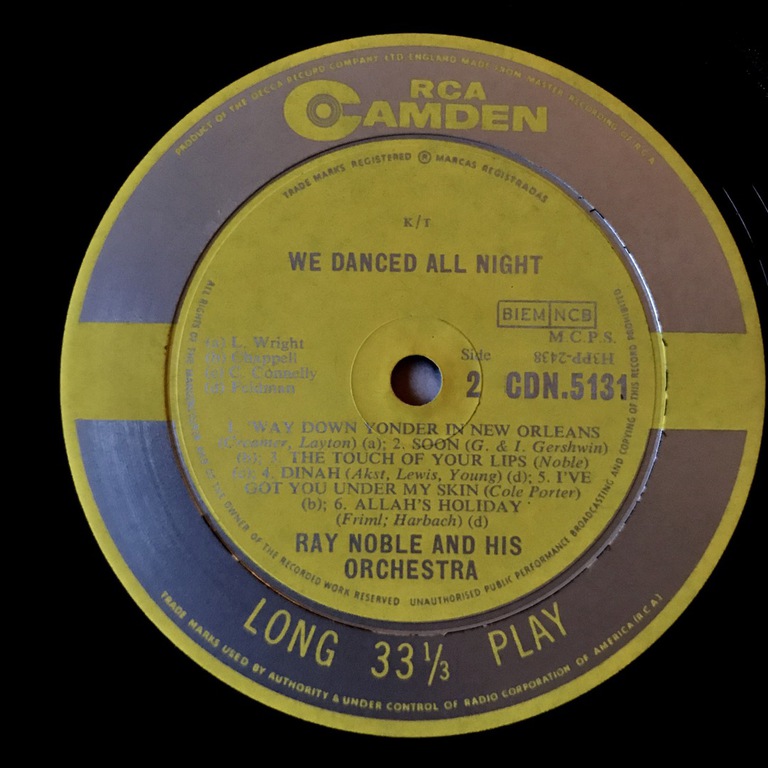 PRODUCT OF THE DECCA RECORD COMPANY LTD ENGLAND MADE FROM MASTER RECORDING OF R.C.A
RCA
CAMDEN
TRADE MARKS REGISTERED ® MARCAS REGISTRADAS
K/T
WE DANCED ALL NIGHT
BIEM NCB
M.C.P.S.
(a) L. Wright
(b) Chappell
(c) C. Connelly
(d) Feldman
Side
2
H3PP-2438
CDN.5131
1. 'WAY DOWN YONDER IN NEW ORLEANS
(Creamer, Layton) (a); 2. SOON (G. & I. Gershwin)
(b); 3. THE TOUCH OF YOUR LIPS (Noble)
(c); 4. DINAH (Akst, Lewis, Young) (d); 5. I'VE
GOT YOU UNDER MY SKIN (Cole Porter)
(b); 6. ALLAH'S HOLIDAY
(Friml; Harbach) (d)
RAY NOBLE AND HIS
ORCHESTRA
ALL RIGHTS OF THE MANUFACTURER AND OF THE OWNER OF THE RECORDED WORK RESERVED UNAUTHORISED PUBLIC PERFORMANCE BROADCASTING AND COPYING OF THIS RECORD PROHIBITED
LONG 33 1/3 PLAY
TRADE MARKS USED BY AUTHORITY & UNDER CONTROL OF RADIO CORPORATION OF AMERICA (R.C.A)